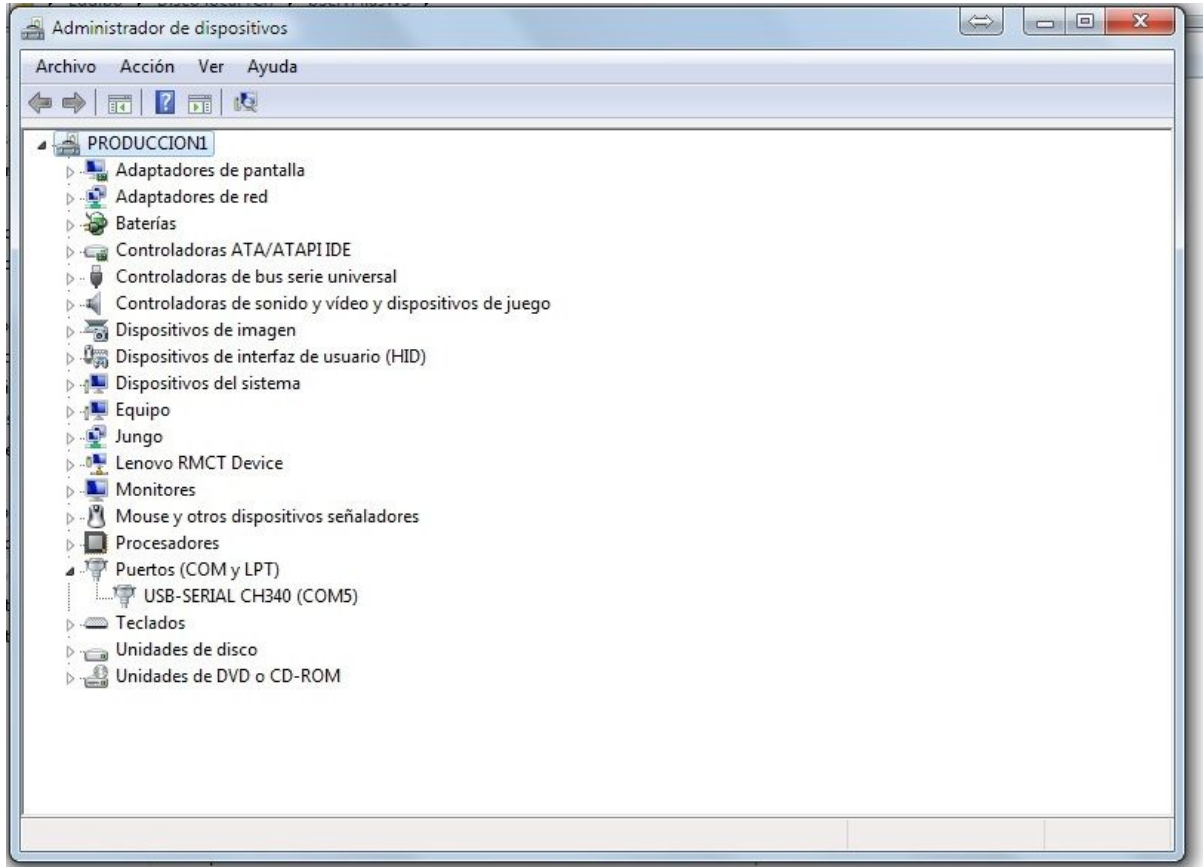 Administrador de dispositivos
Archivo Acción Ver Ayuda
PRODUCCION1
Adaptadores de pantalla
Adaptadores de red
Baterías
Controladoras ATA/ATAPI IDE
Controladoras de bus serie universal
Controladoras de sonido y vídeo y dispositivos de juego
Dispositivos de imagen
Dispositivos de interfaz de usuario (HID)
Dispositivos del sistema
Equipo
Jungo
Lenovo RMCT Device
Monitores
Mouse y otros dispositivos señaladores
Procesadores
Puertos (COM y LPT)
USB-SERIAL CH340 (COM5)
Teclados
Unidades de disco
Unidades de DVD o CD-ROM